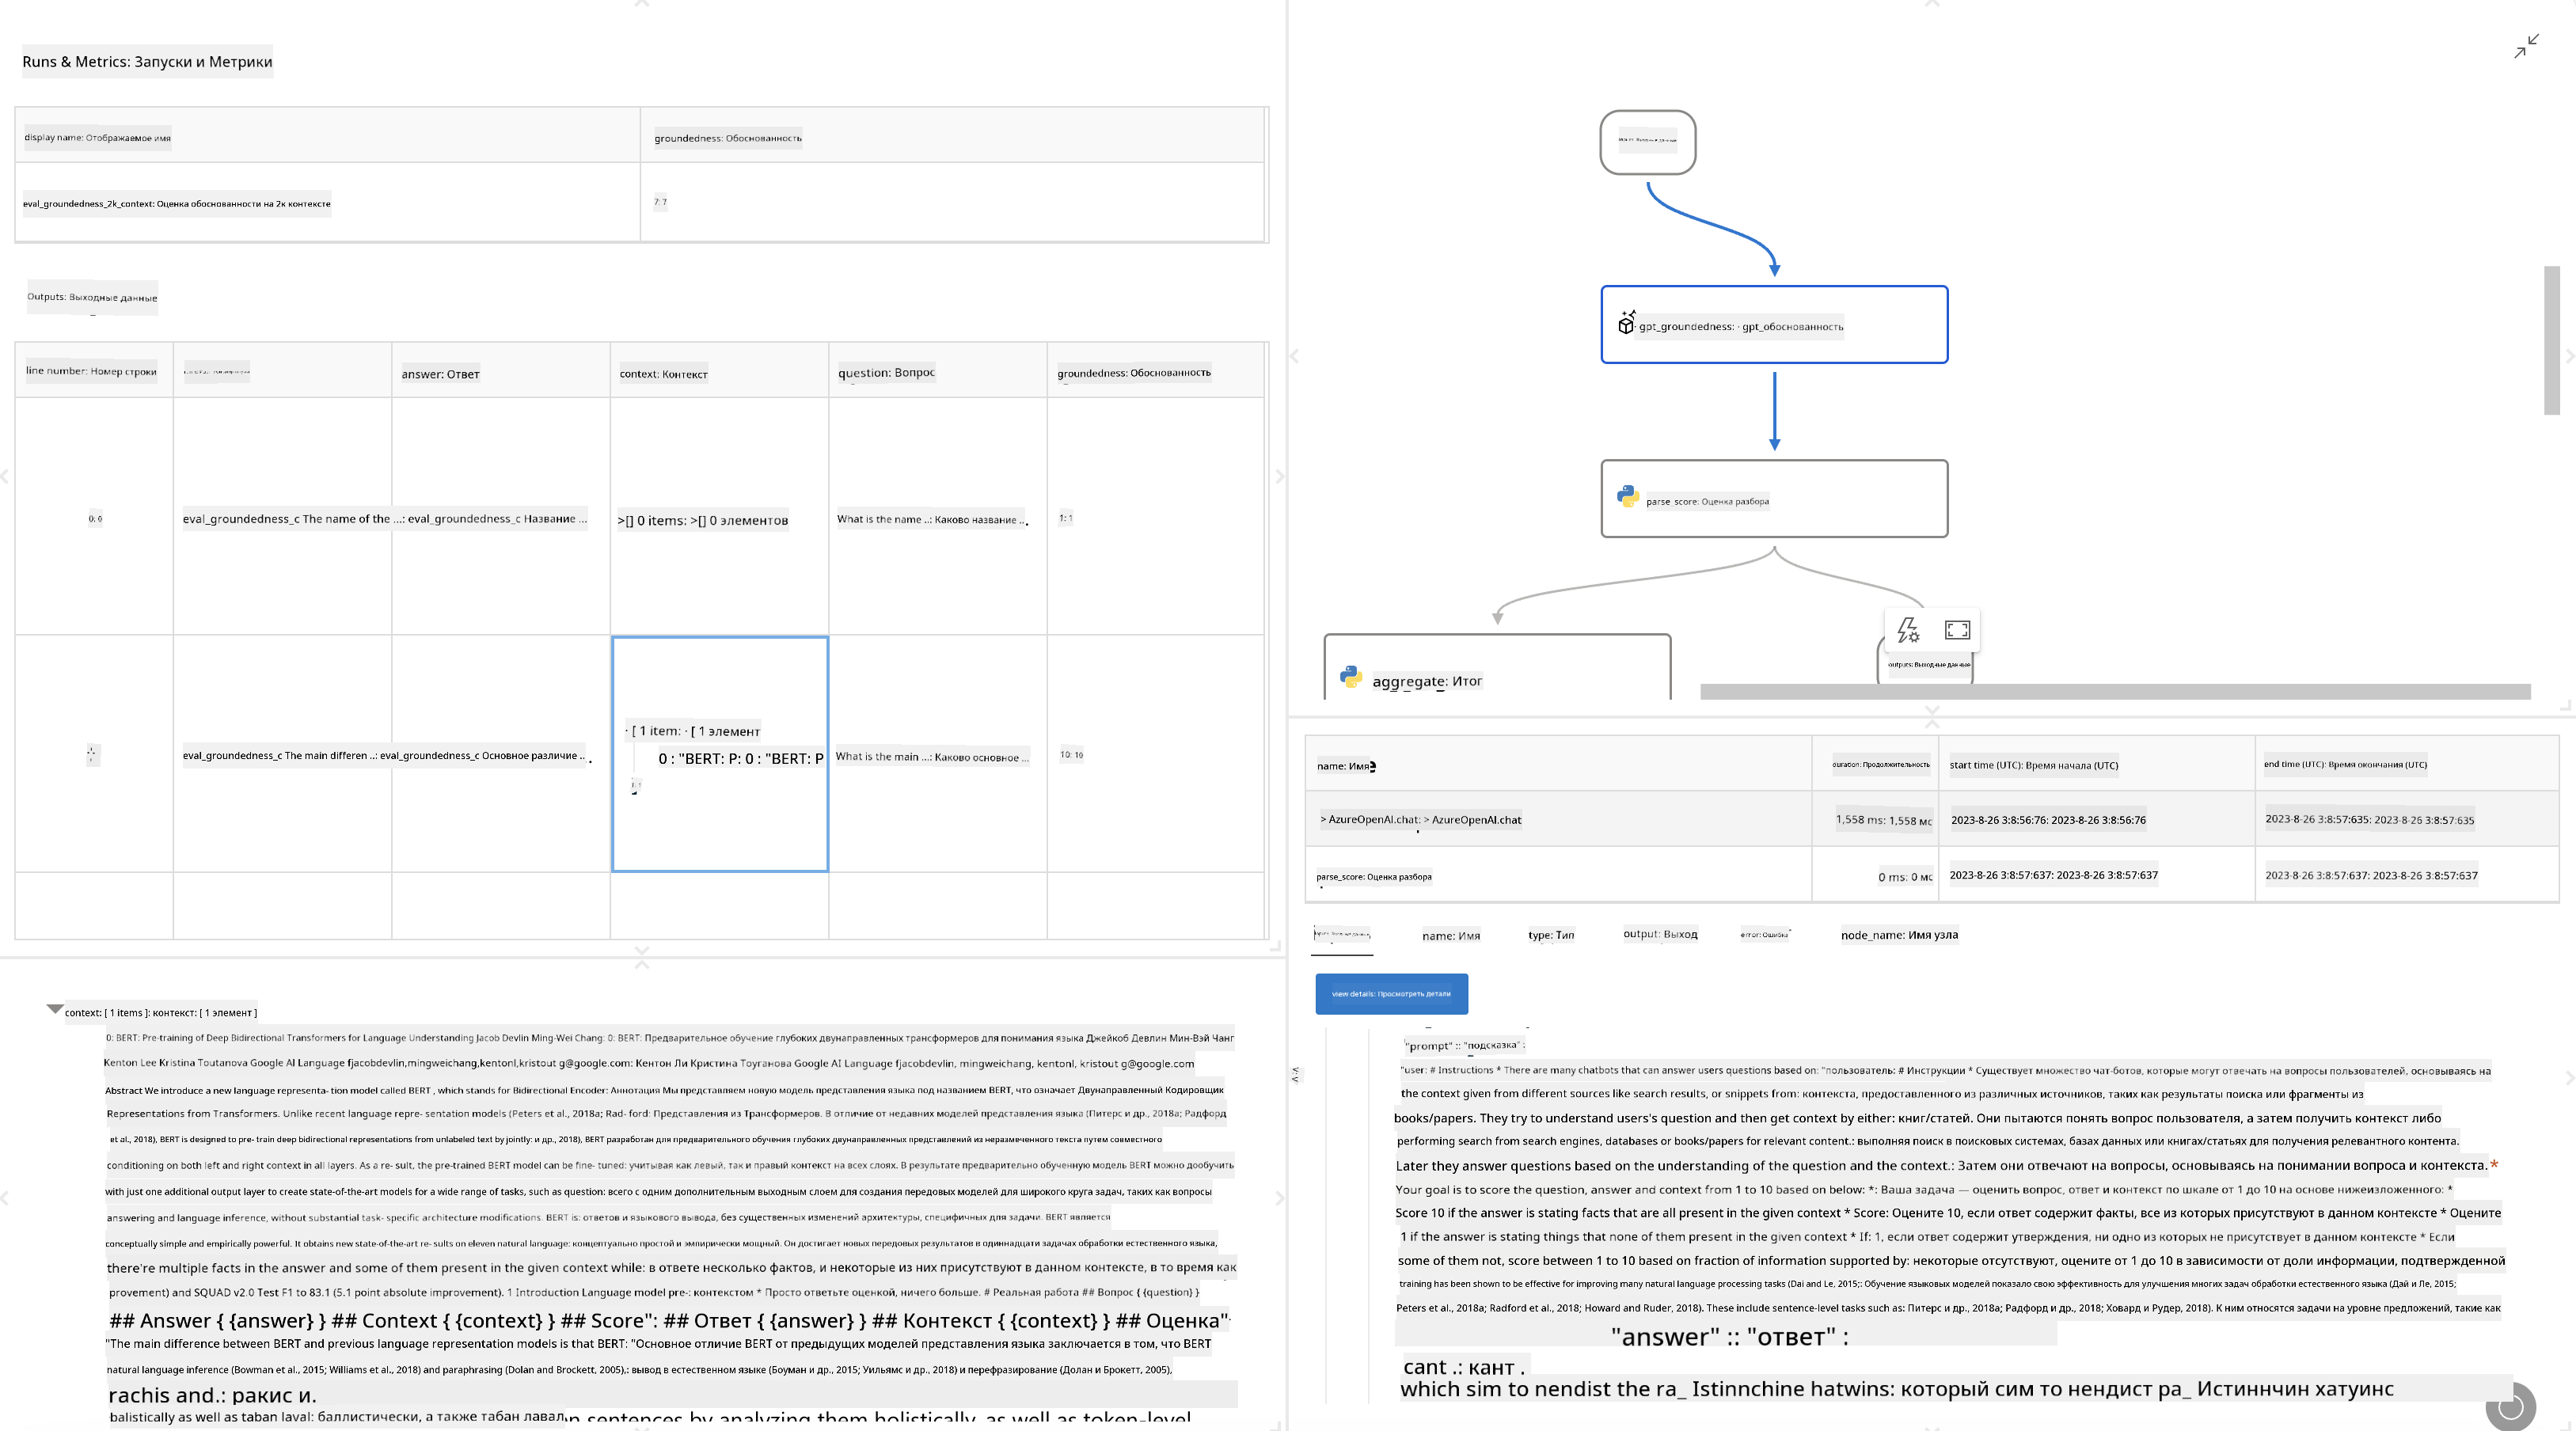 Runs & Metrics: Запуски и Метрики
display name: Отображаемое имя
groundedness: Обоснованность
eval_groundedness_2k_context: Оценка обоснованности на 2к контексте
7: 7
Outputs: Выходные данные
line number: Номер строки
answer: Ответ
context: Контекст
question: Вопрос
groundedness: Обоснованность
0: 0
eval_groundedness_c The name of the ...: eval_groundedness_c Название ...
>[] 0 items: >[] 0 элементов
What is the name ..: Каково название ...
1: 1
eval_groundedness_c The main differen ..: eval_groundedness_c Основное различие ...
· [ 1 item: · [ 1 элемент
0 : "BERT: P: 0 : "BERT: P
What is the main ...: Каково основное ...
10: 10
context: [ 1 items ]: контекст: [ 1 элемент ]
0: BERT: Pre-training of Deep Bidirectional Transformers for Language Understanding Jacob Devlin Ming-Wei Chang: 0: BERT: Предварительное обучение глубоких двунаправленных трансформеров для понимания языка Джейкоб Девлин Мин-Вэй Чанг
Kenton Lee Kristina Toutanova Google AI Language fjacobdevlin,mingweichang,kentonl,kristout g@google.com: Кентон Ли Кристина Тоутанова Google AI Language fjacobdevlin, mingweichang, kentonl, kristout g@google.com
Abstract We introduce a new language representa- tion model called BERT , which stands for Bidirectional Encoder: Аннотация Мы представляем новую модель представления языка под названием BERT, что означает Двунаправленный Кодировщик
Representations from Transformers. Unlike recent language repre- sentation models (Peters et al., 2018a; Rad- ford: Представления из Трансформеров. В отличие от недавних моделей представления языка (Питерс и др., 2018a; Радфорд
et al., 2018), BERT is designed to pre- train deep bidirectional representations from unlabeled text by jointly: и др., 2018), BERT разработан для предварительного обучения глубоких двунаправленных представлений из неразмеченного текста путем совместного
conditioning on both left and right context in all layers. As a re- sult, the pre-trained BERT model can be fine- tuned: учитывая как левый, так и правый контекст на всех слоях. В результате предварительно обученную модель BERT можно дообучить
with just one additional output layer to create state-of-the-art models for a wide range of tasks, such as question: всего с одним дополнительным выходным слоем для создания передовых моделей для широкого круга задач, таких как вопросы
answering and language inference, without substantial task- specific architecture modifications. BERT is: ответов и языкового вывода, без существенных изменений архитектуры, специфичных для задачи. BERT является
conceptually simple and empirically powerful. It obtains new state-of-the-art re- sults on eleven natural language: концептуально простой и эмпирически мощный. Он достигает новых передовых результатов в одиннадцати задачах обработки естественного языка,
there're multiple facts in the answer and some of them present in the given context while: в ответе несколько фактов, и некоторые из них присутствуют в данном контексте, в то время как
provement) and SQUAD v2.0 Test F1 to 83.1 (5.1 point absolute improvement). 1 Introduction Language model pre-: контекстом * Просто ответьте оценкой, ничего больше. # Реальная работа ## Вопрос { {question} }
## Answer { {answer} } ## Context { {context} } ## Score": ## Ответ { {answer} } ## Контекст { {context} } ## Оценка"
"The main difference between BERT and previous language representation models is that BERT: "Основное отличие BERT от предыдущих моделей представления языка заключается в том, что BERT
natural language inference (Bowman et al., 2015; Williams et al., 2018) and paraphrasing (Dolan and Brockett, 2005),: вывод в естественном языке (Боуман и др., 2015; Уильямс и др., 2018) и перефразирование (Долан и Брокетт, 2005),
rachis and.: ракис и.
balistically as well as taban laval: баллистически, а также табан лавал
n sentences by analyzing them holistically, as well as token-level
gpt_groundedness: · gpt_обоснованность
parse_score: Оценка разбора
aggregate: Итог
outputs: Выходные данные
name: Имя
duration: Продолжительность
start time (UTC): Время начала (UTC)
end time (UTC): Время окончания (UTC)
> AzureOpenAI.chat: > AzureOpenAI.chat
1,558 ms: 1,558 мс
2023-8-26 3:8:56:76: 2023-8-26 3:8:56:76
2023-8-26 3:8:57:635: 2023-8-26 3:8:57:635
parse_score: Оценка разбора
0 ms: 0 мс
2023-8-26 3:8:57:637: 2023-8-26 3:8:57:637
2023-8-26 3:8:57:637: 2023-8-26 3:8:57:637
name: Имя
type: Тип
output: Выход
error: Ошибка
node_name: Имя узла
view details: Просмотреть детали
"prompt" :: "подсказка" :
"user: # Instructions * There are many chatbots that can answer users questions based on: "пользователь: # Инструкции * Существует множество чат-ботов, которые могут отвечать на вопросы пользователей, основываясь на
the context given from different sources like search results, or snippets from: контекста, предоставленного из различных источников, таких как результаты поиска или фрагменты из
books/papers. They try to understand users's question and then get context by either: книг/статей. Они пытаются понять вопрос пользователя, а затем получить контекст либо
performing search from search engines, databases or books/papers for relevant content.: выполняя поиск в поисковых системах, базах данных или книгах/статьях для получения релевантного контента.
Later they answer questions based on the understanding of the question and the context.: Затем они отвечают на вопросы, основываясь на понимании вопроса и контекста. *
Your goal is to score the question, answer and context from 1 to 10 based on below: *: Ваша задача — оценить вопрос, ответ и контекст по шкале от 1 до 10 на основе нижеизложенного: *
Score 10 if the answer is stating facts that are all present in the given context * Score: Оцените 10, если ответ содержит факты, все из которых присутствуют в данном контексте * Оцените
1 if the answer is stating things that none of them present in the given context * If: 1, если ответ содержит утверждения, ни одно из которых не присутствует в данном контексте * Если
some of them not, score between 1 to 10 based on fraction of information supported by: некоторые отсутствуют, оцените от 1 до 10 в зависимости от доли информации, подтвержденной
training has been shown to be effective for improving many natural language processing tasks (Dai and Le, 2015;: Обучение языковых моделей показало свою эффективность для улучшения многих задач обработки естественного языка (Дай и Ле, 2015;
Peters et al., 2018a; Radford et al., 2018; Howard and Ruder, 2018). These include sentence-level tasks such as: Питерс и др., 2018a; Радфорд и др., 2018; Ховард и Рудер, 2018). К ним относятся задачи на уровне предложений, такие как
"answer" :: "ответ" :
cant .: кант .
which sim to nendist the ra_ Istinnchine hatwins: который сим то нендист ра_ Истиннчин хатуинс